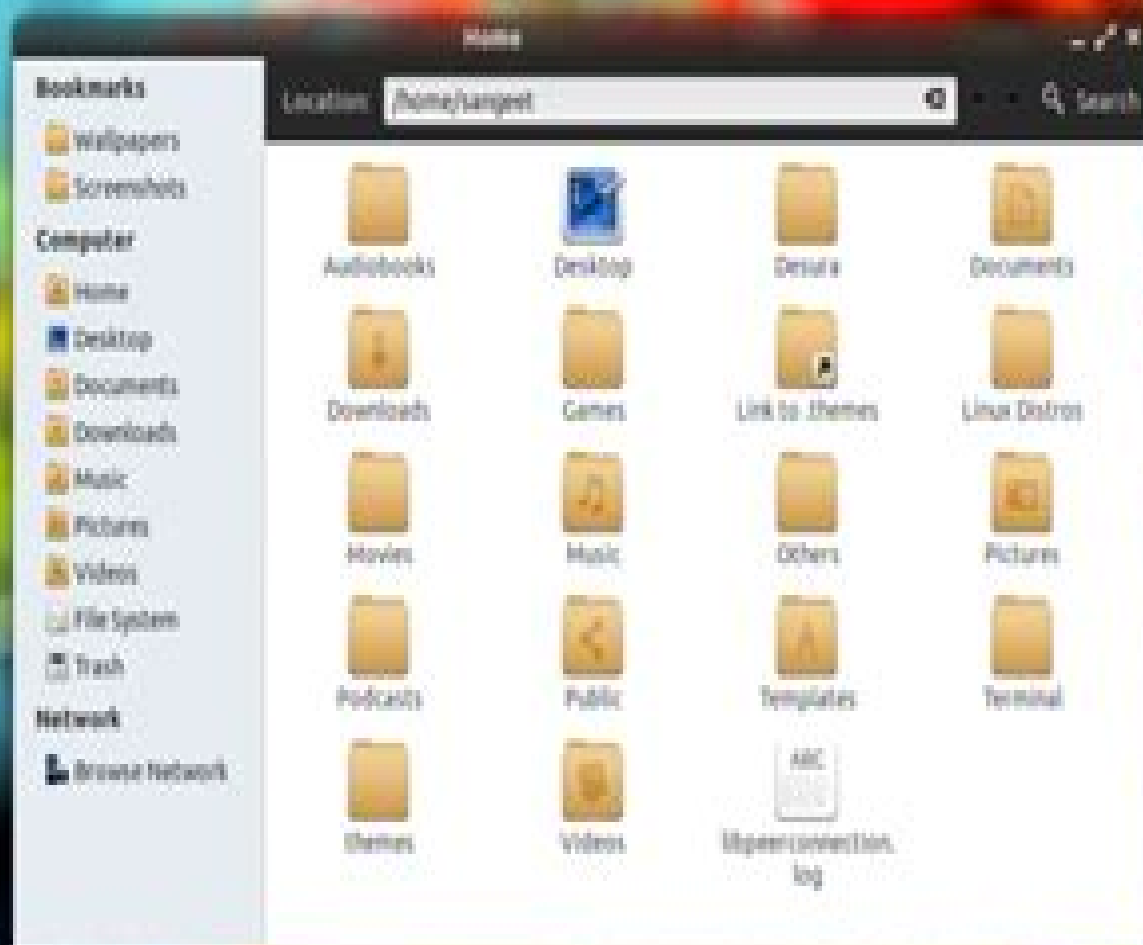 Home
Bookmarks
Wallpapers
Screenshots
Computer
Home
Desktop
Documents
Downloads
Music
Pictures
Videos
File System
Trash
Network
Browse Network
Location: /home/sangeet
Search
Audiobooks Desktop Desura Documents
Downloads Games Link to .themes Linux Distros
Movies Music Others Pictures
Podcasts Public Templates Terminal
ABC
themes Videos libpeerconnection.
log